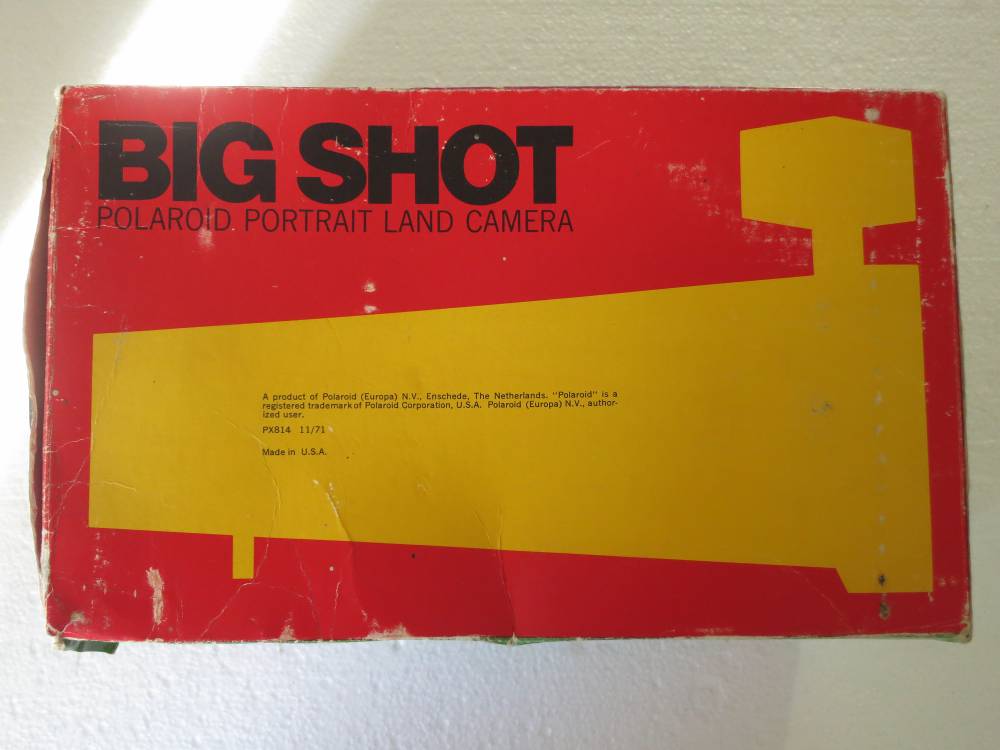 BIG SHOT
POLAROID PORTRAIT LAND CAMERA
A product of Polaroid (Europa) N.V., Enschede, The Netherlands. "Polaroid" is a
registered trademark of Polaroid Corporation, U.S.A. Polaroid (Europa) N.V., author-
ized user.
PX814 11/71
Made in U.S.A.